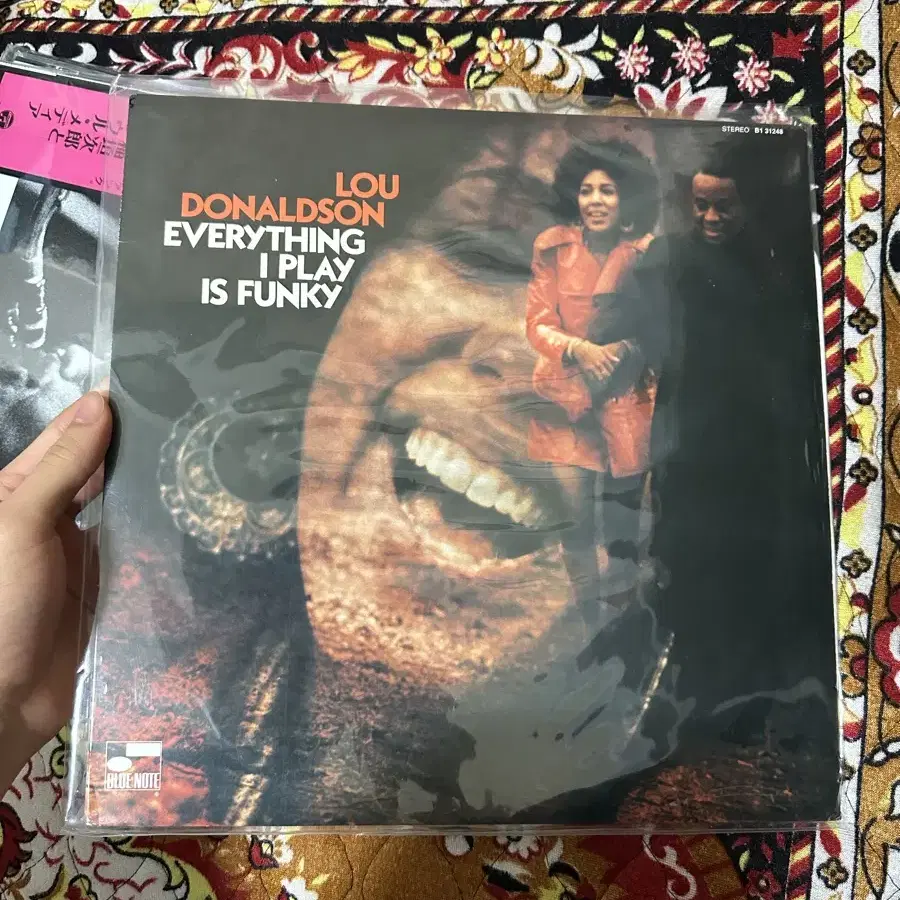 STEREO B1 31248
LOU
DONALDSON
EVERYTHING
I PLAY
IS FUNKY
BLUE NOTE